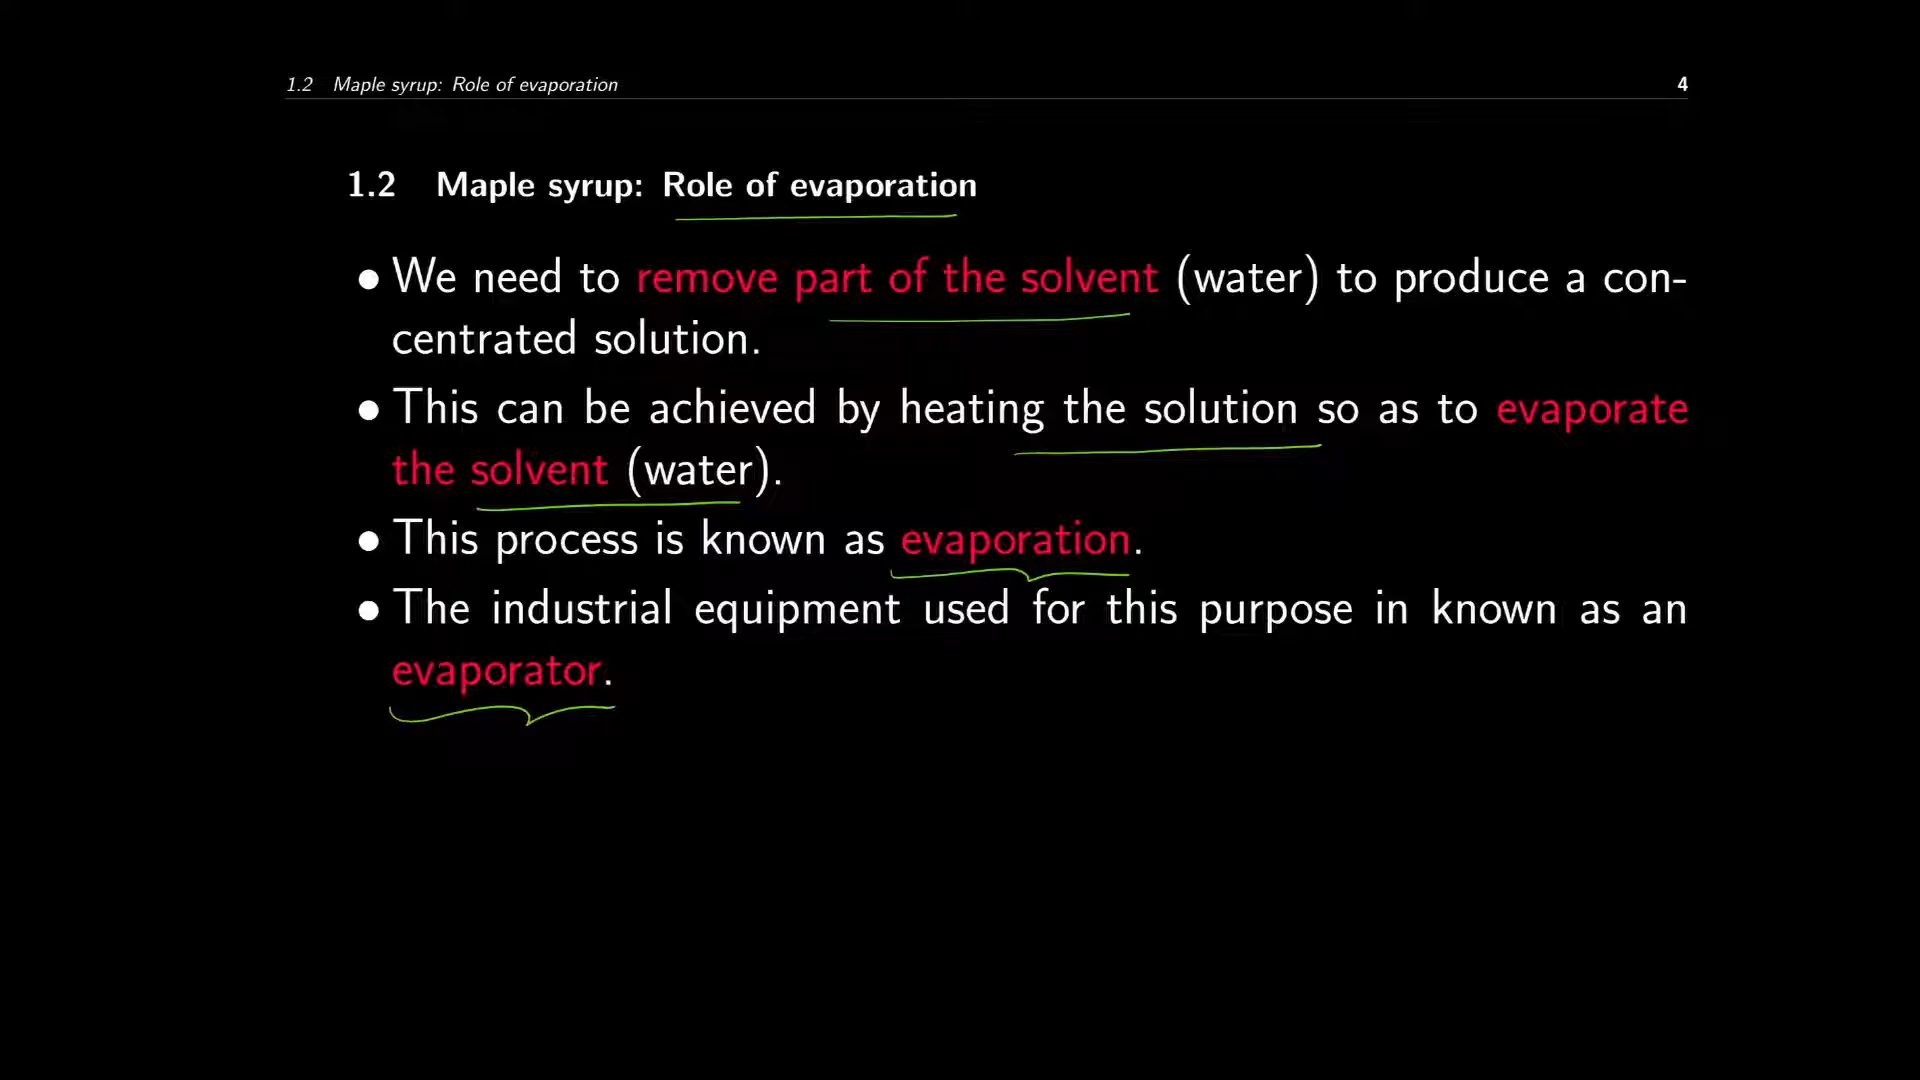 1.2 Maple syrup: Role of evaporation 4
1.2 Maple syrup: Role of evaporation
• We need to remove part of the solvent (water) to produce a con-
centrated solution.
• This can be achieved by heating the solution so as to evaporate
the solvent (water).
• This process is known as evaporation.
• The industrial equipment used for this purpose in known as an
evaporator.